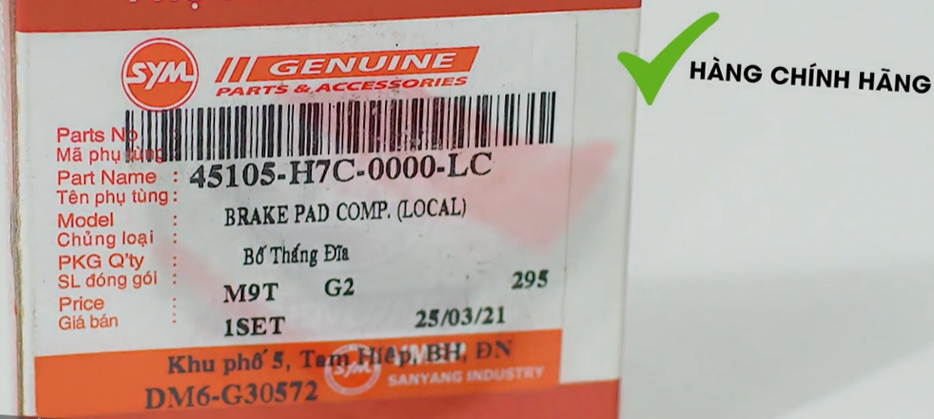 SYM GENUINE
PARTS & ACCESSORIES
HÀNG CHÍNH HÃNG
Parts No :
Mã phụ tùng
45105-H7C-0000-LC
Part Name :
Tên phụ tùng :
BRAKE PAD COMP. (LOCAL)
Model :
Chủng loại :
Bố Thắng Đĩa
PKG Q'ty :
SL đóng gói :
M9T G2 295
Price :
Giá bán :
1SET 25/03/21
Khu phố 5, Tam Hiệp, BH, ĐN
SYM VMEP
SANYANG INDUSTRY
DM6-G30572